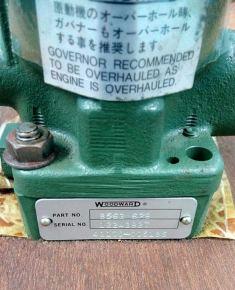 原動機のオーバーホール時、
ガバナーもオーバーホール
する事を推奨します。
GOVERNOR RECOMMENDED
TO BE OVERHAULED AS
ENGINE IS OVERHAULED.
WOODWARD
PART NO.
SERIAL NO.